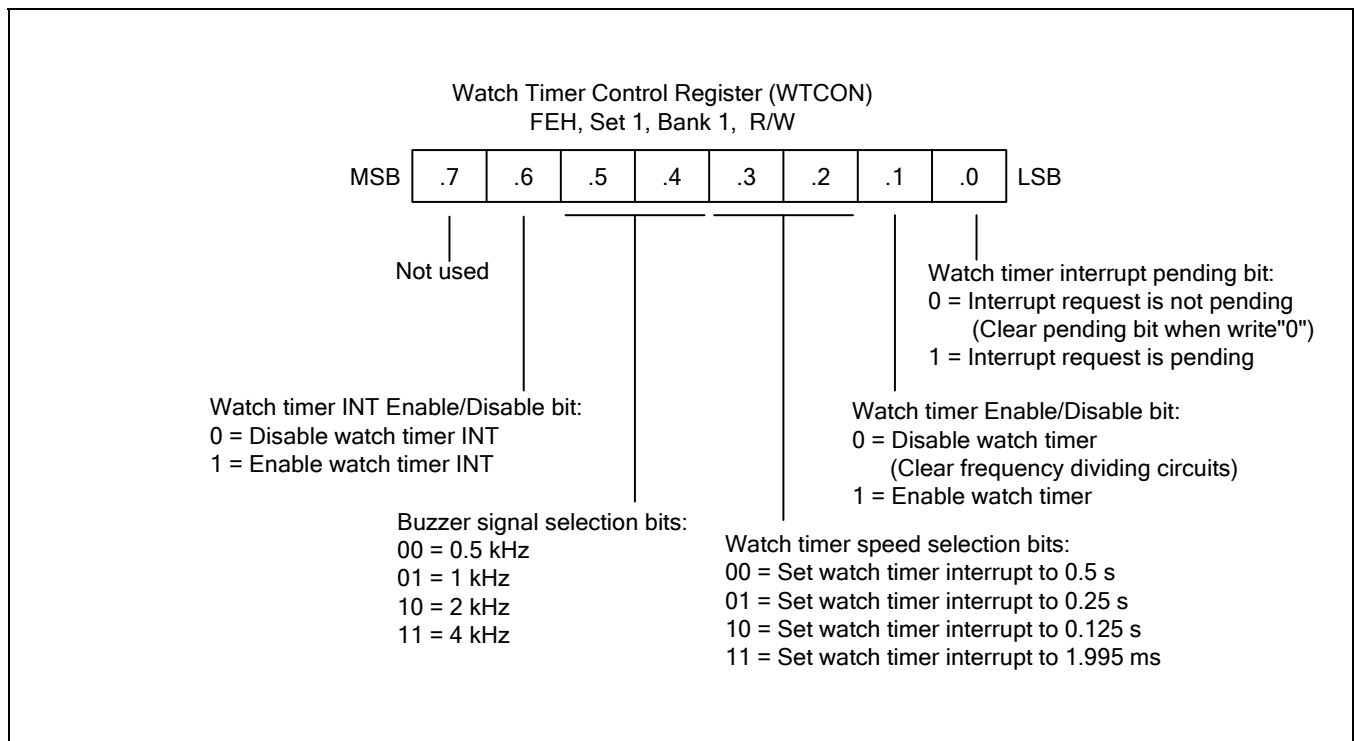 Watch Timer Control Register (WTCON)
FEH, Set 1, Bank 1, R/W
MSB .7 .6 .5 .4 .3 .2 .1 .0 LSB
Not used
Watch timer interrupt pending bit:
0 = Interrupt request is not pending
(Clear pending bit when write"0")
1 = Interrupt request is pending
Watch timer INT Enable/Disable bit:
0 = Disable watch timer INT
1 = Enable watch timer INT
Watch timer Enable/Disable bit:
0 = Disable watch timer
(Clear frequency dividing circuits)
1 = Enable watch timer
Buzzer signal selection bits:
00 = 0.5 kHz
01 = 1 kHz
10 = 2 kHz
11 = 4 kHz
Watch timer speed selection bits:
00 = Set watch timer interrupt to 0.5 s
01 = Set watch timer interrupt to 0.25 s
10 = Set watch timer interrupt to 0.125 s
11 = Set watch timer interrupt to 1.995 ms